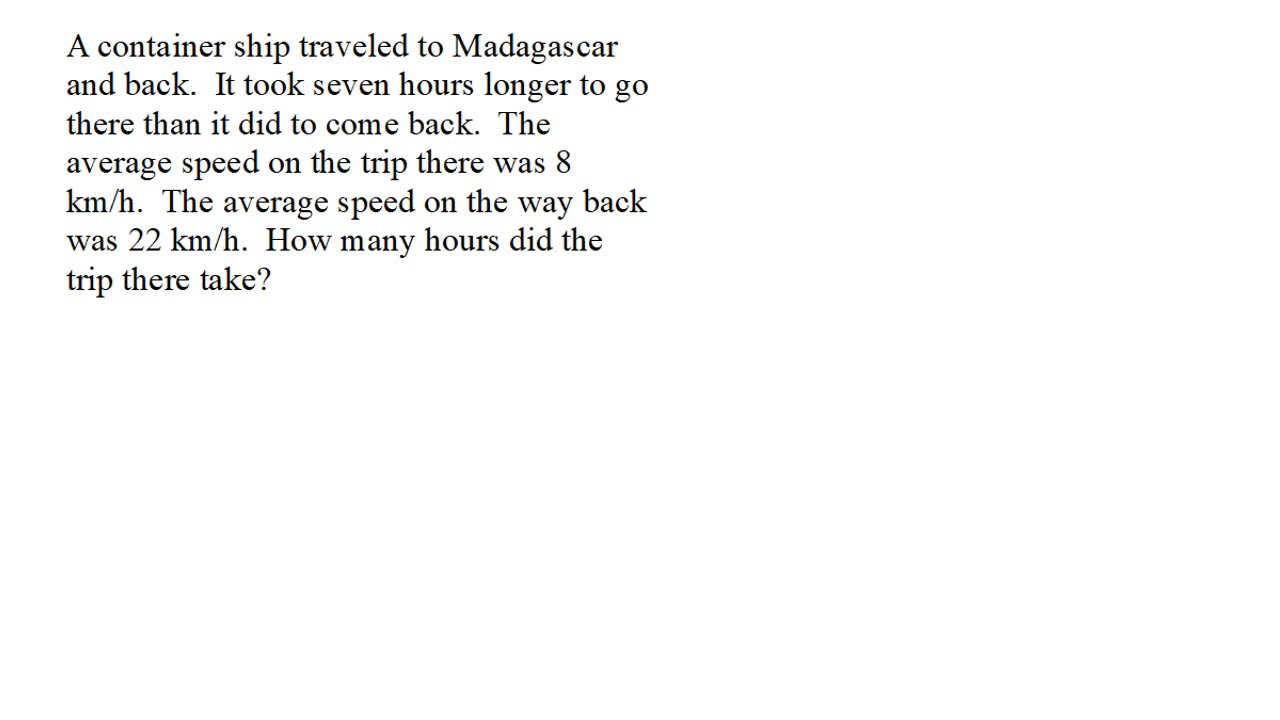 A container ship traveled to Madagascar
and back.  It took seven hours longer to go
there than it did to come back.  The
average speed on the trip there was 8
km/h.  The average speed on the way back
was 22 km/h.  How many hours did the
trip there take?